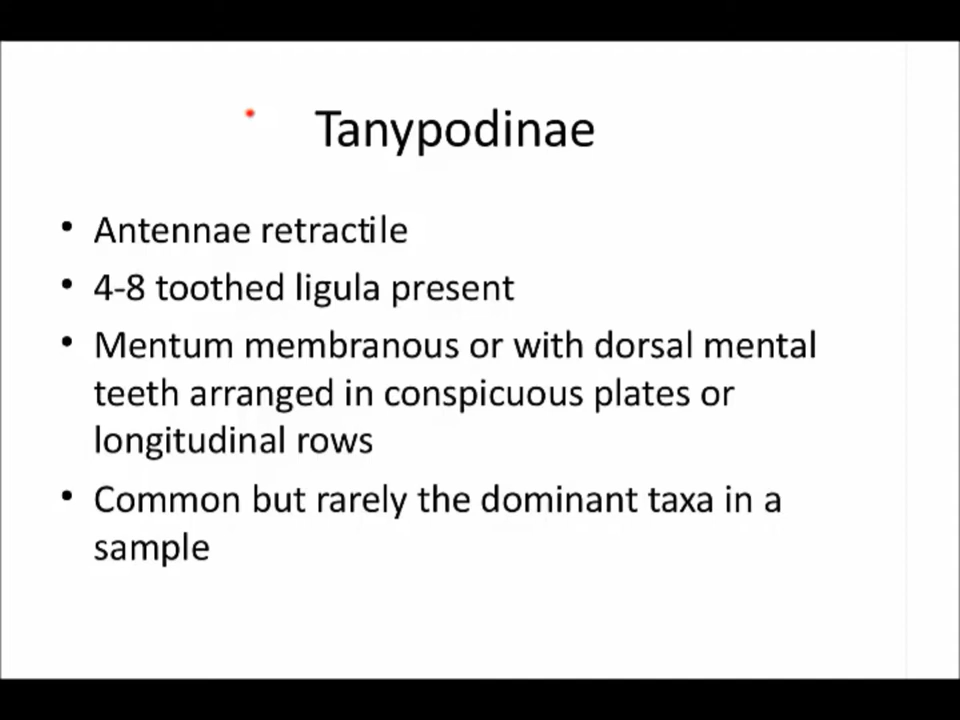 Tanypodinae
• Antennae retractile
• 4-8 toothed ligula present
• Mentum membranous or with dorsal mental
teeth arranged in conspicuous plates or
longitudinal rows
• Common but rarely the dominant taxa in a
sample